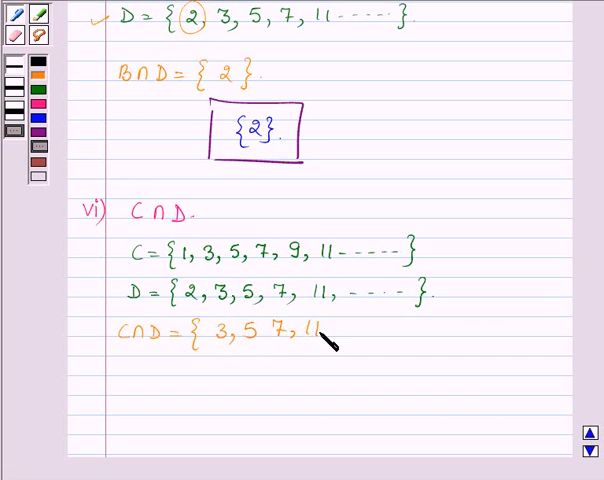 D = { 2, 3, 5, 7, 11 ----- }.
B∩D = { 2 }.
{2}.
vi) C ∩ D.
C = {1, 3, 5, 7, 9, 11 ----- }
D = {2, 3, 5, 7, 11, ---- }.
C∩D = { 3, 5 7, 11